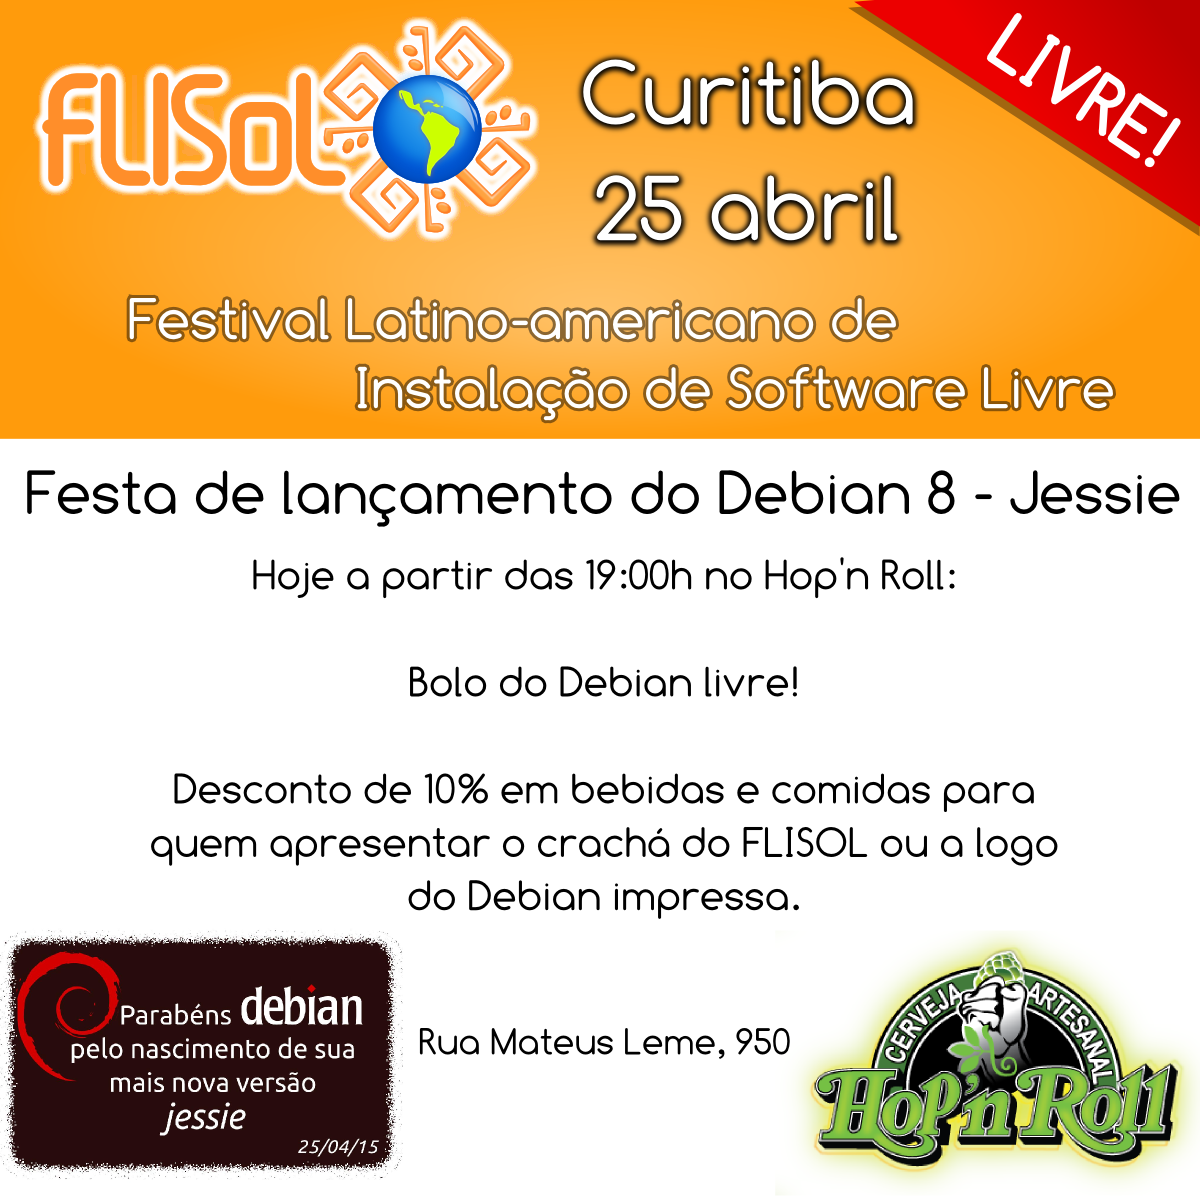 FLISol
Curitiba
25 abril
LIVRE!
Festival Latino-americano de
Instalação de Software Livre
Festa de lançamento do Debian 8 - Jessie
Hoje a partir das 19:00h no Hop'n Roll:
Bolo do Debian livre!
Desconto de 10% em bebidas e comidas para
quem apresentar o crachá do FLISOL ou a logo
do Debian impressa.
Parabéns debian
pelo nascimento de sua
mais nova versão
jessie
25/04/15
Rua Mateus Leme, 950
CERVEJA ARTESANAL
Hop'n Roll